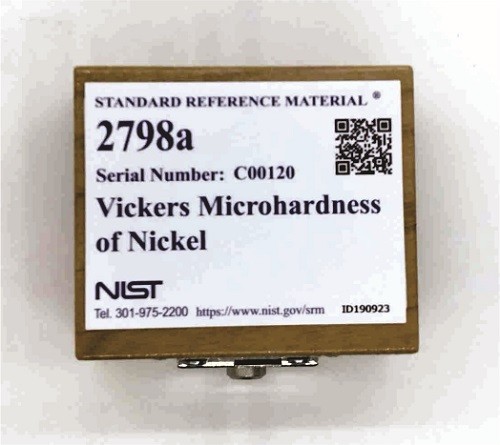 STANDARD REFERENCE MATERIAL ®
2798a
Serial Number: C00120
Vickers Microhardness
of Nickel
NIST
Tel. 301-975-2200 https://www.nist.gov/srm ID190923